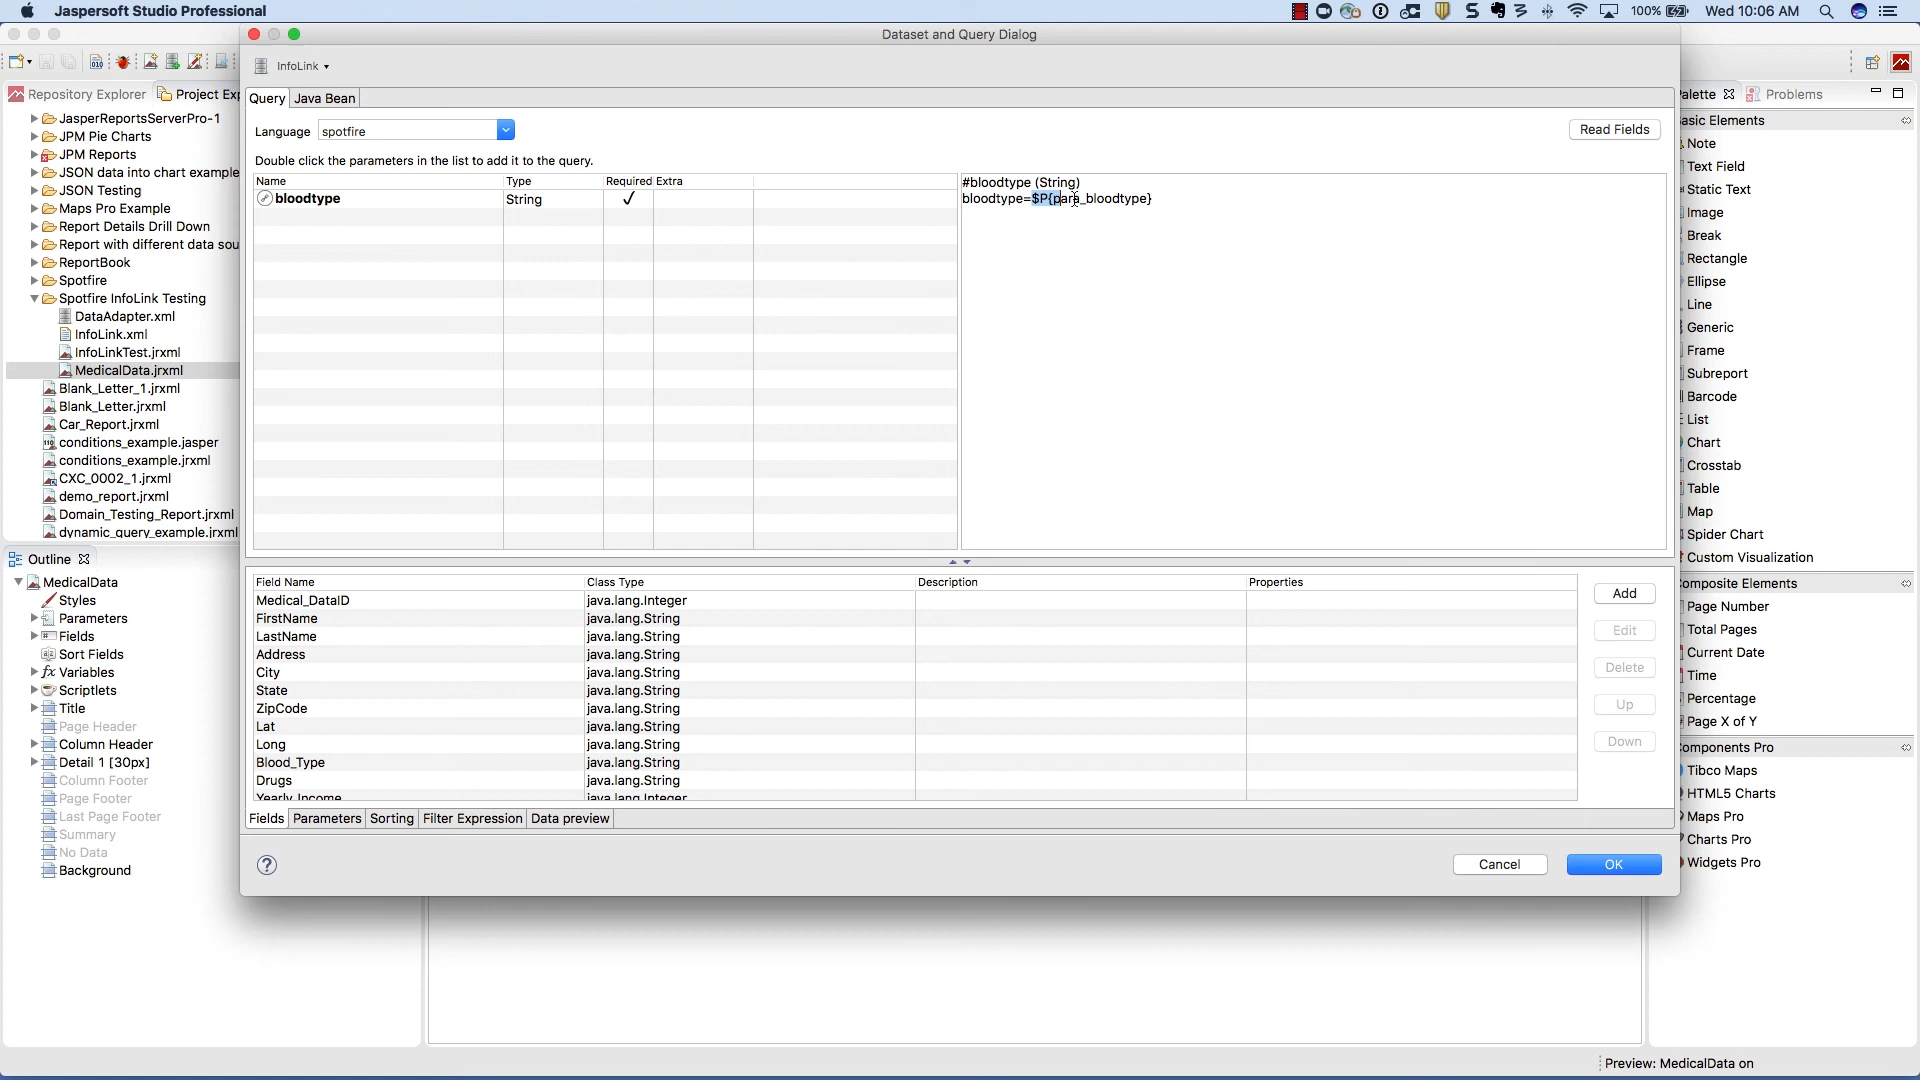 Jaspersoft Studio Professional
100%
Wed 10:06 AM
Dataset and Query Dialog
InfoLink
Repository Explorer
Project Exp
Query
Java Bean
Language
spotfire
Read Fields
Double click the parameters in the list to add it to the query.
Name
Type
Required
Extra
bloodtype
String
#bloodtype (String)
bloodtype=$P{para_bloodtype}
JasperReportsServerPro-1
JPM Pie Charts
JPM Reports
JSON data into chart example
JSON Testing
Maps Pro Example
Report Details Drill Down
Report with different data sou
ReportBook
Spotfire
Spotfire InfoLink Testing
DataAdapter.xml
InfoLink.xml
InfoLinkTest.jrxml
MedicalData.jrxml
Blank_Letter_1.jrxml
Blank_Letter.jrxml
Car_Report.jrxml
conditions_example.jasper
conditions_example.jrxml
CXC_0002_1.jrxml
demo_report.jrxml
Domain_Testing_Report.jrxml
dynamic_query_example.jrxml
Outline
MedicalData
Styles
Parameters
Fields
Sort Fields
Variables
Scriptlets
Title
Page Header
Column Header
Detail 1 [30px]
Column Footer
Page Footer
Last Page Footer
Summary
No Data
Background
Field Name
Class Type
Description
Properties
Medical_DataID
java.lang.Integer
FirstName
java.lang.String
LastName
java.lang.String
Address
java.lang.String
City
java.lang.String
State
java.lang.String
ZipCode
java.lang.String
Lat
java.lang.String
Long
java.lang.String
Blood_Type
java.lang.String
Drugs
java.lang.String
Yearly_Income
java.lang.Integer
Add
Edit
Delete
Up
Down
Fields
Parameters
Sorting
Filter Expression
Data preview
?
Cancel
OK
alette
Problems
asic Elements
Note
Text Field
Static Text
Image
Break
Rectangle
Ellipse
Line
Generic
Frame
Subreport
Barcode
List
Chart
Crosstab
Table
Map
Spider Chart
Custom Visualization
omposite Elements
Page Number
Total Pages
Current Date
Time
Percentage
Page X of Y
omponents Pro
Tibco Maps
HTML5 Charts
Maps Pro
Charts Pro
Widgets Pro
Preview: MedicalData on